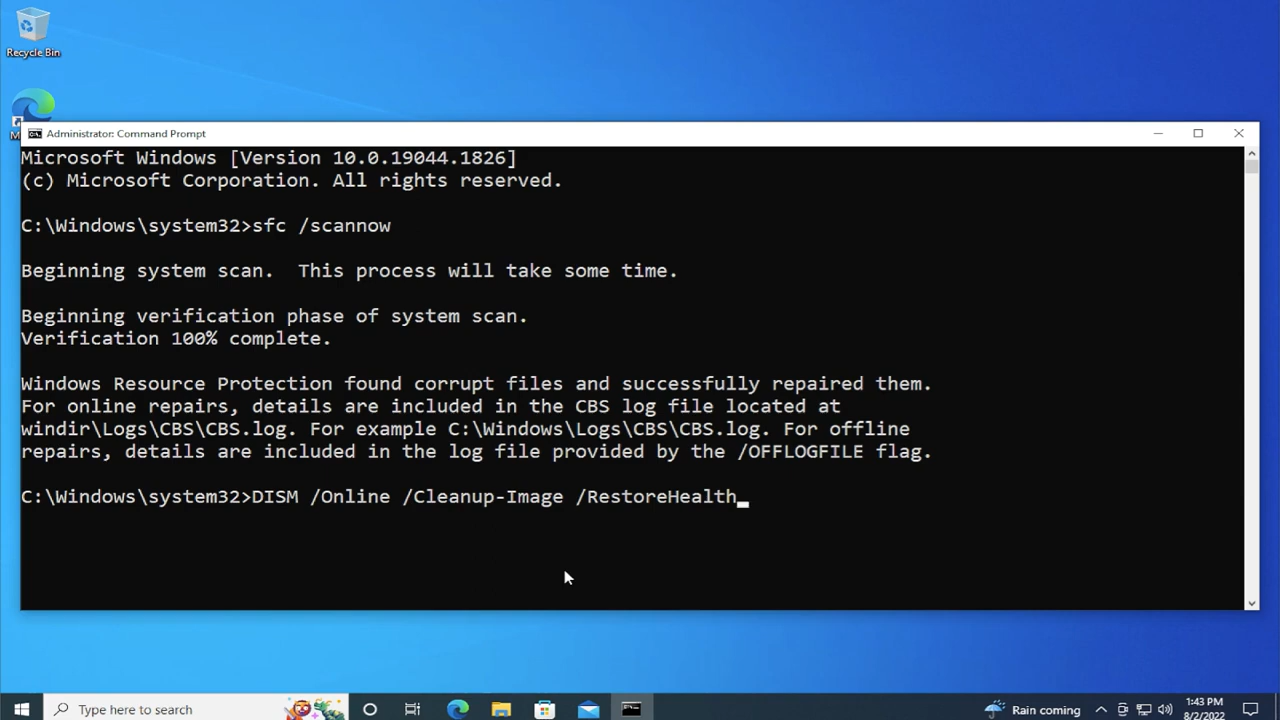 Recycle Bin
M
Administrator: Command Prompt
Microsoft Windows [Version 10.0.19044.1826]
(c) Microsoft Corporation. All rights reserved.
C:\Windows\system32>sfc /scannow
Beginning system scan.  This process will take some time.
Beginning verification phase of system scan.
Verification 100% complete.
Windows Resource Protection found corrupt files and successfully repaired them.
For online repairs, details are included in the CBS log file located at
windir\Logs\CBS\CBS.log. For example C:\Windows\Logs\CBS\CBS.log. For offline
repairs, details are included in the log file provided by the /OFFLOGFILE flag.
C:\Windows\system32>DISM /Online /Cleanup-Image /RestoreHealth
Type here to search
Rain coming
1:43 PM
8/2/2022